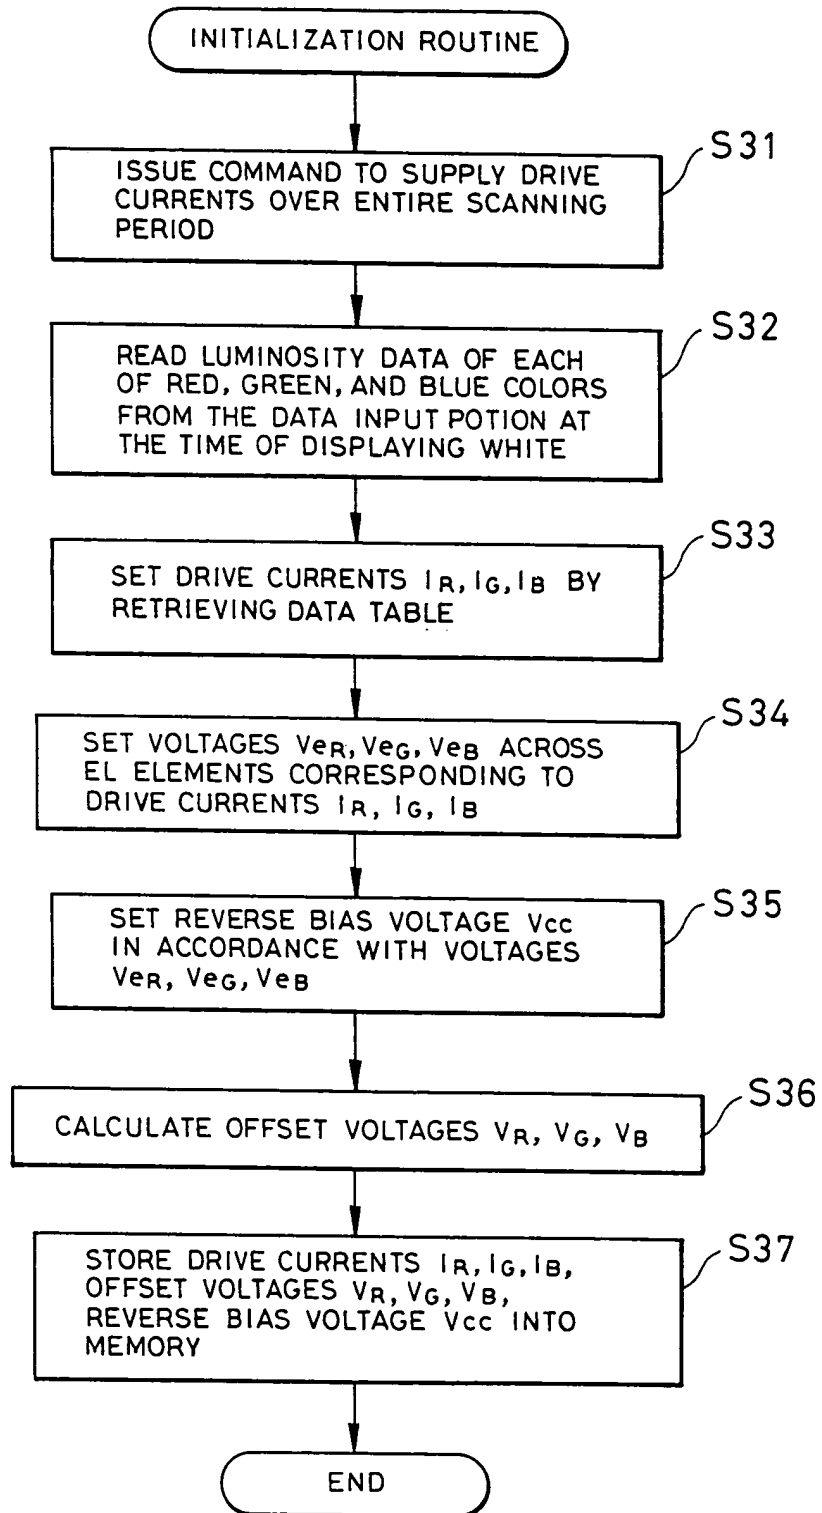 INITIALIZATION ROUTINE
S31
ISSUE COMMAND TO SUPPLY DRIVE
CURRENTS OVER ENTIRE SCANNING
PERIOD
S32
READ LUMINOSITY DATA OF EACH
OF RED, GREEN, AND BLUE COLORS
FROM THE DATA INPUT POTION AT
THE TIME OF DISPLAYING WHITE
S33
SET DRIVE CURRENTS IR, IG, IB BY
RETRIEVING DATA TABLE
S34
SET VOLTAGES VeR, VeG, VeB ACROSS
EL ELEMENTS CORRESPONDING TO
DRIVE CURRENTS IR, IG, IB
S35
SET REVERSE BIAS VOLTAGE Vcc
IN ACCORDANCE WITH VOLTAGES
VeR, VeG, VeB
S36
CALCULATE OFFSET VOLTAGES VR, VG, VB
S37
STORE DRIVE CURRENTS IR, IG, IB,
OFFSET VOLTAGES VR, VG, VB,
REVERSE BIAS VOLTAGE Vcc INTO
MEMORY
END